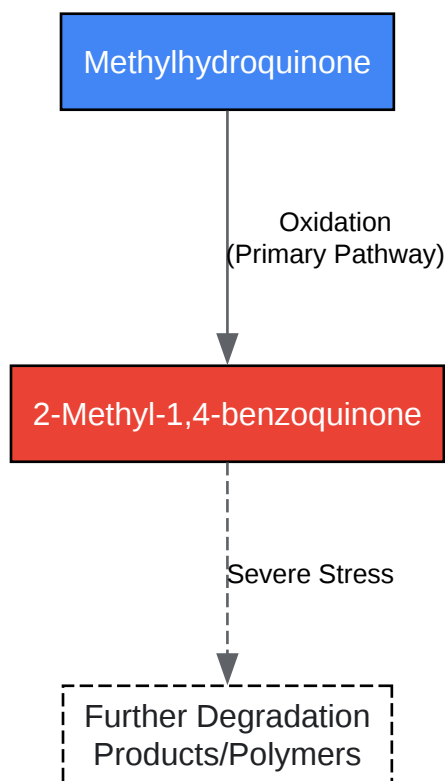 Methylhydroquinone
Oxidation
(Primary Pathway)
2-Methyl-1,4-benzoquinone
Severe Stress
Further Degradation
Products/Polymers